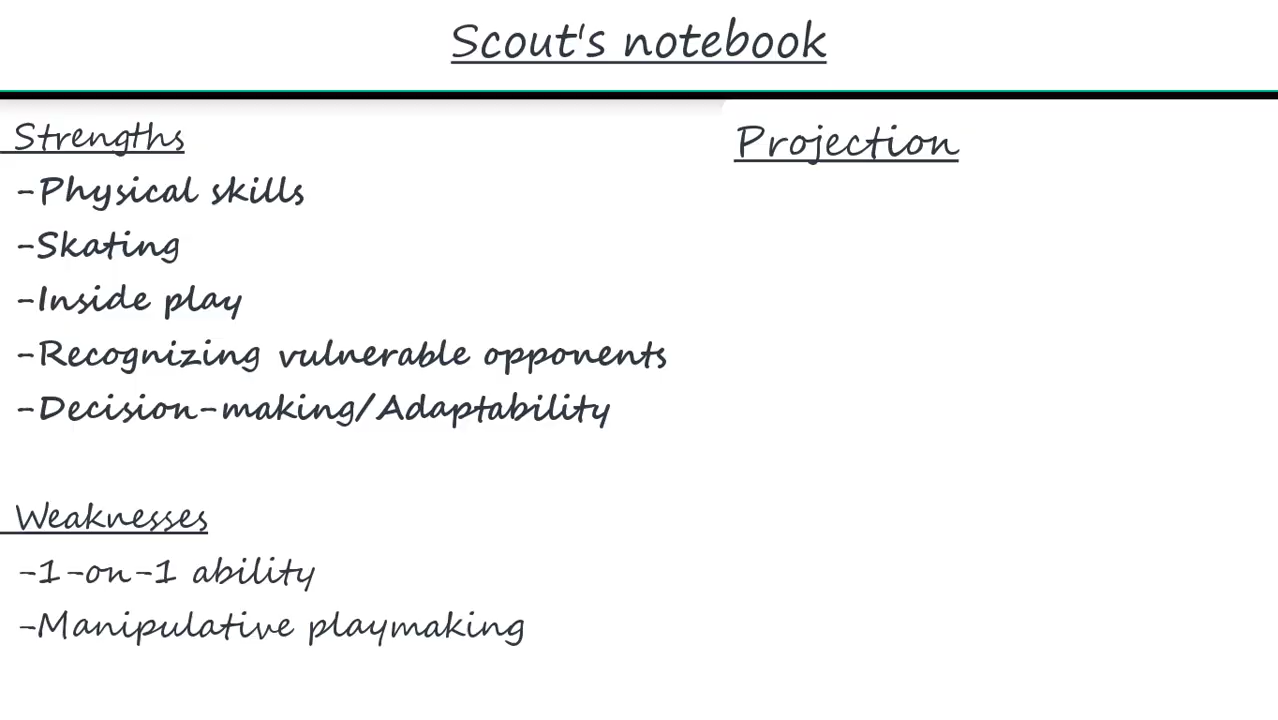 Scout's notebook
Strengths
-Physical skills
-Skating
-Inside play
-Recognizing vulnerable opponents
-Decision-making/Adaptability
Weaknesses
-1-on-1 ability
-Manipulative playmaking
Projection